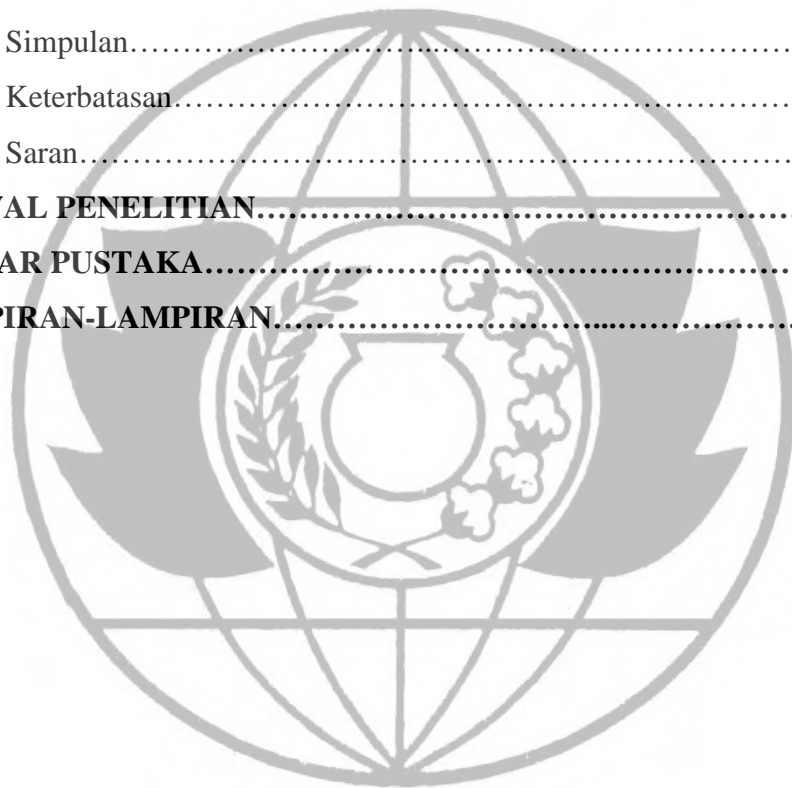 Simpulan……………………………..……………………………………
Keterbatasan………………………………………………………………
Saran…………………………………………………………………………
VAL PENELITIAN………………………………………………………
AR PUSTAKA……………………………………………………………
PIRAN-LAMPIRAN………………………………...…………………